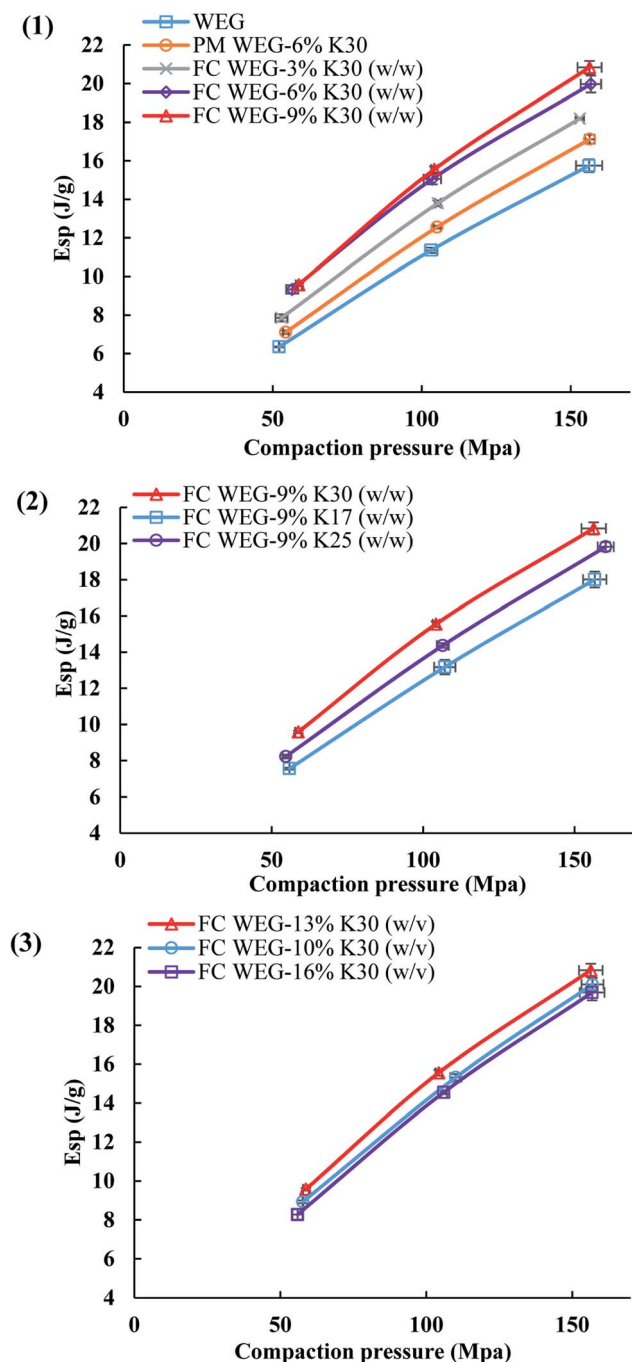 (1)
WEG
PM WEG-6% K30
FC WEG-3% K30 (w/w)
FC WEG-6% K30 (w/w)
FC WEG-9% K30 (w/w)
22
20
18
16
14
12
10
8
6
4
Esp (J/g)
0 50 100 150
Compaction pressure (Mpa)
(2)
FC WEG-9% K30 (w/w)
FC WEG-9% K17 (w/w)
FC WEG-9% K25 (w/w)
22
20
18
16
14
12
10
8
6
4
Esp (J/g)
0 50 100 150
Compaction pressure (Mpa)
(3)
FC WEG-13% K30 (w/v)
FC WEG-10% K30 (w/v)
FC WEG-16% K30 (w/v)
22
20
18
16
14
12
10
8
6
4
Esp (J/g)
0 50 100 150
Compaction pressure (Mpa)